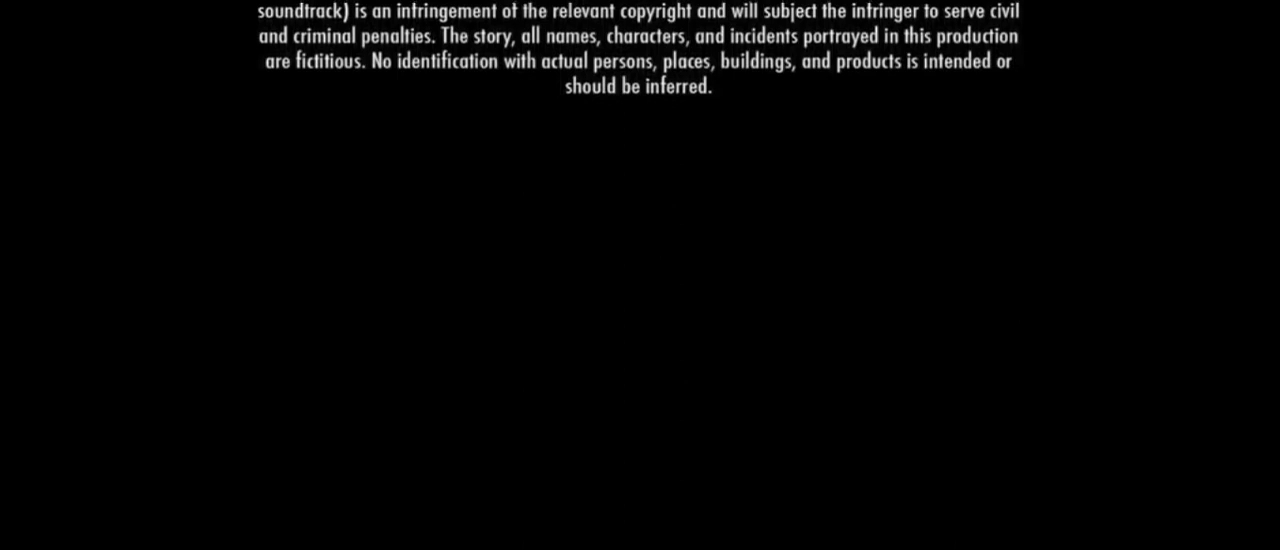 soundtrack) is an infringement of the relevant copyright and will subject the infringer to serve civil
and criminal penalties. The story, all names, characters, and incidents portrayed in this production
are fictitious. No identification with actual persons, places, buildings, and products is intended or
should be inferred.